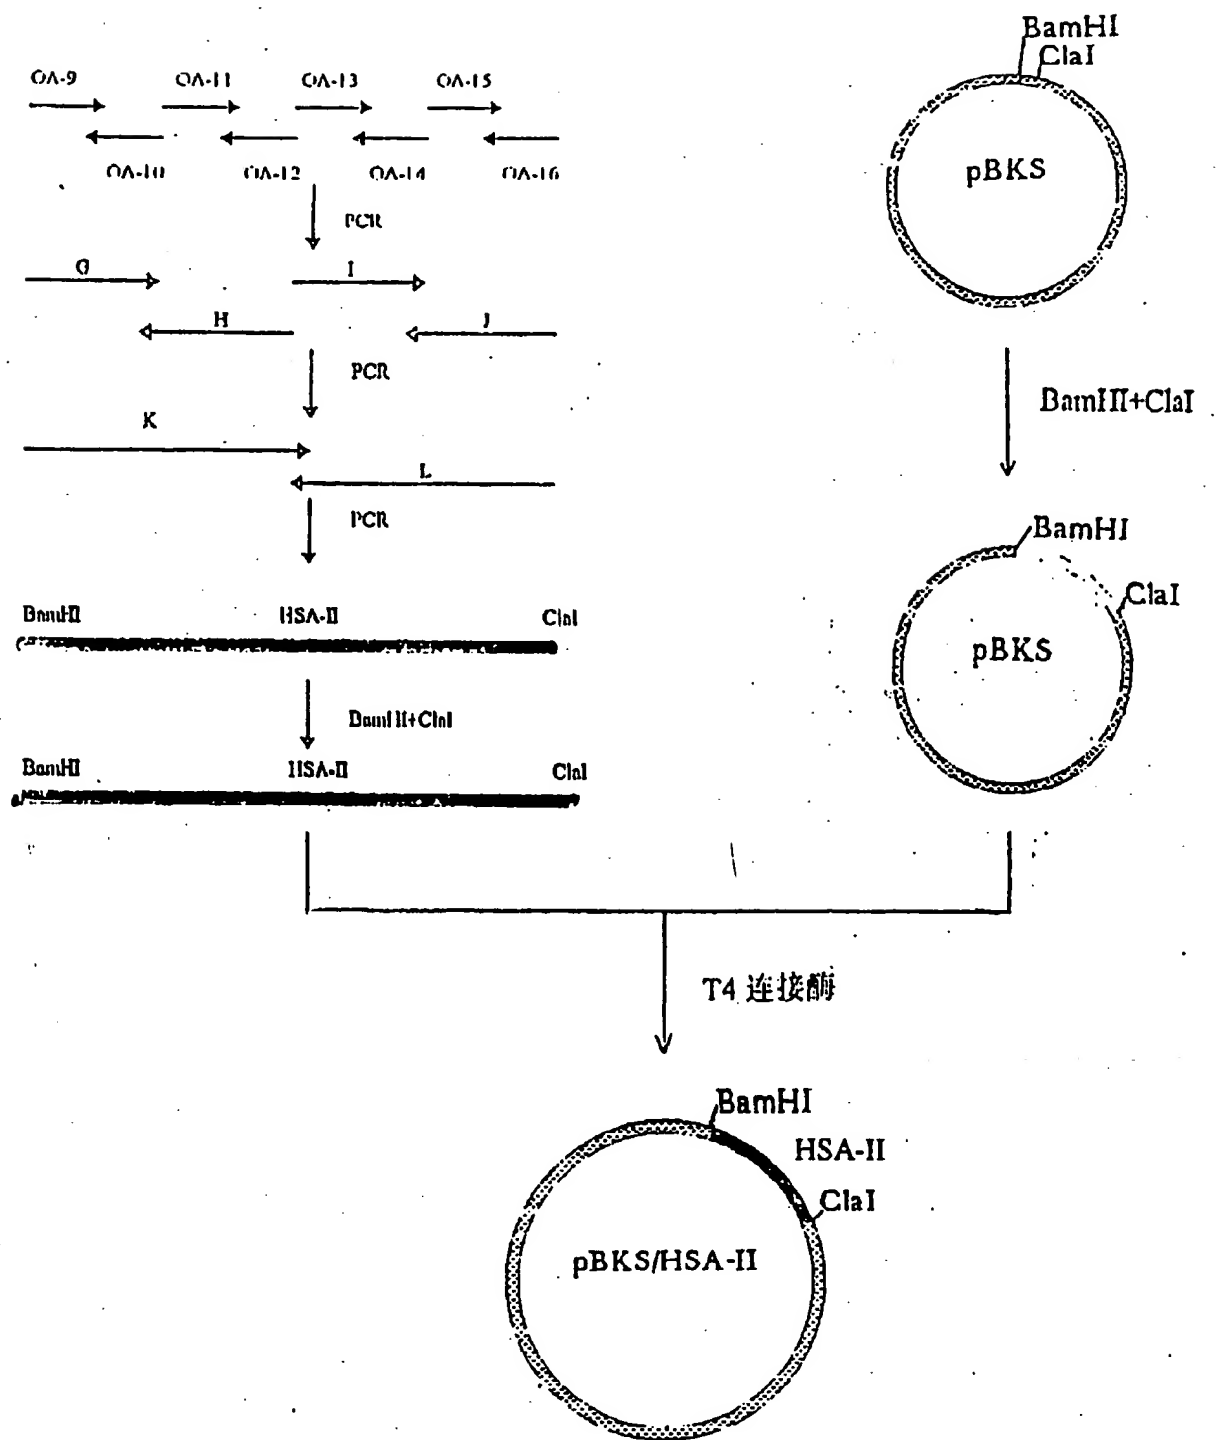 OA-9 OA-11 OA-13 OA-15
OA-10 OA-12 OA-14 OA-16
PCR
G I
H J
PCR
K
L
PCR
BamHI HSA-II ClaI
BamHI+ClaI
BamHI HSA-II ClaI
BamHI
ClaI
pBKS
BamHI+ClaI
BamHI
ClaI
pBKS
T4 连接酶
BamHI
HSA-II
ClaI
pBKS/HSA-II